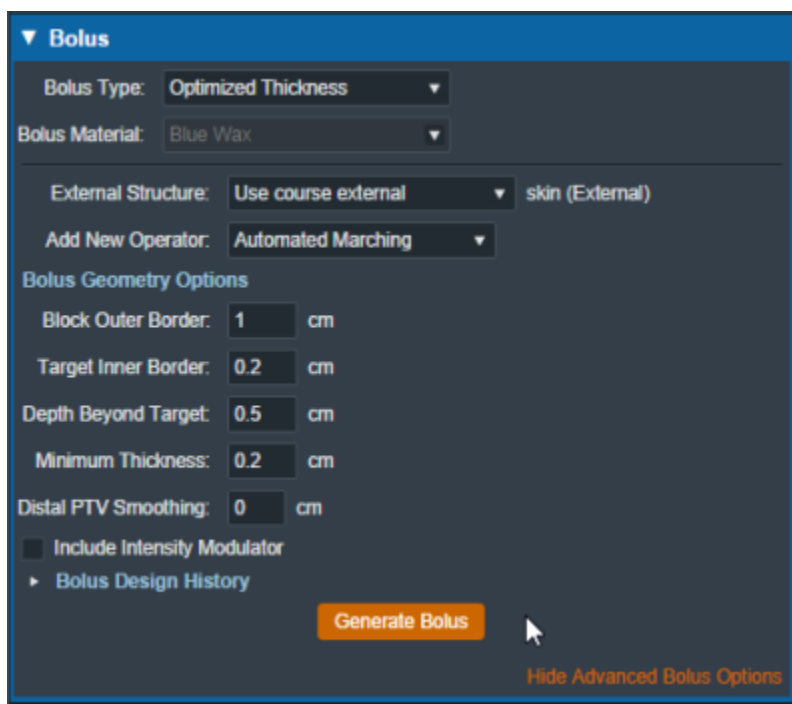 Bolus
Bolus Type: Optimized Thickness
Bolus Material: Blue Wax
External Structure: Use course external skin (External)
Add New Operator: Automated Marching
Bolus Geometry Options
Block Outer Border: 1 cm
Target Inner Border: 0.2 cm
Depth Beyond Target: 0.5 cm
Minimum Thickness: 0.2 cm
Distal PTV Smoothing: 0 cm
Include Intensity Modulator
Bolus Design History
Generate Bolus
Hide Advanced Bolus Options